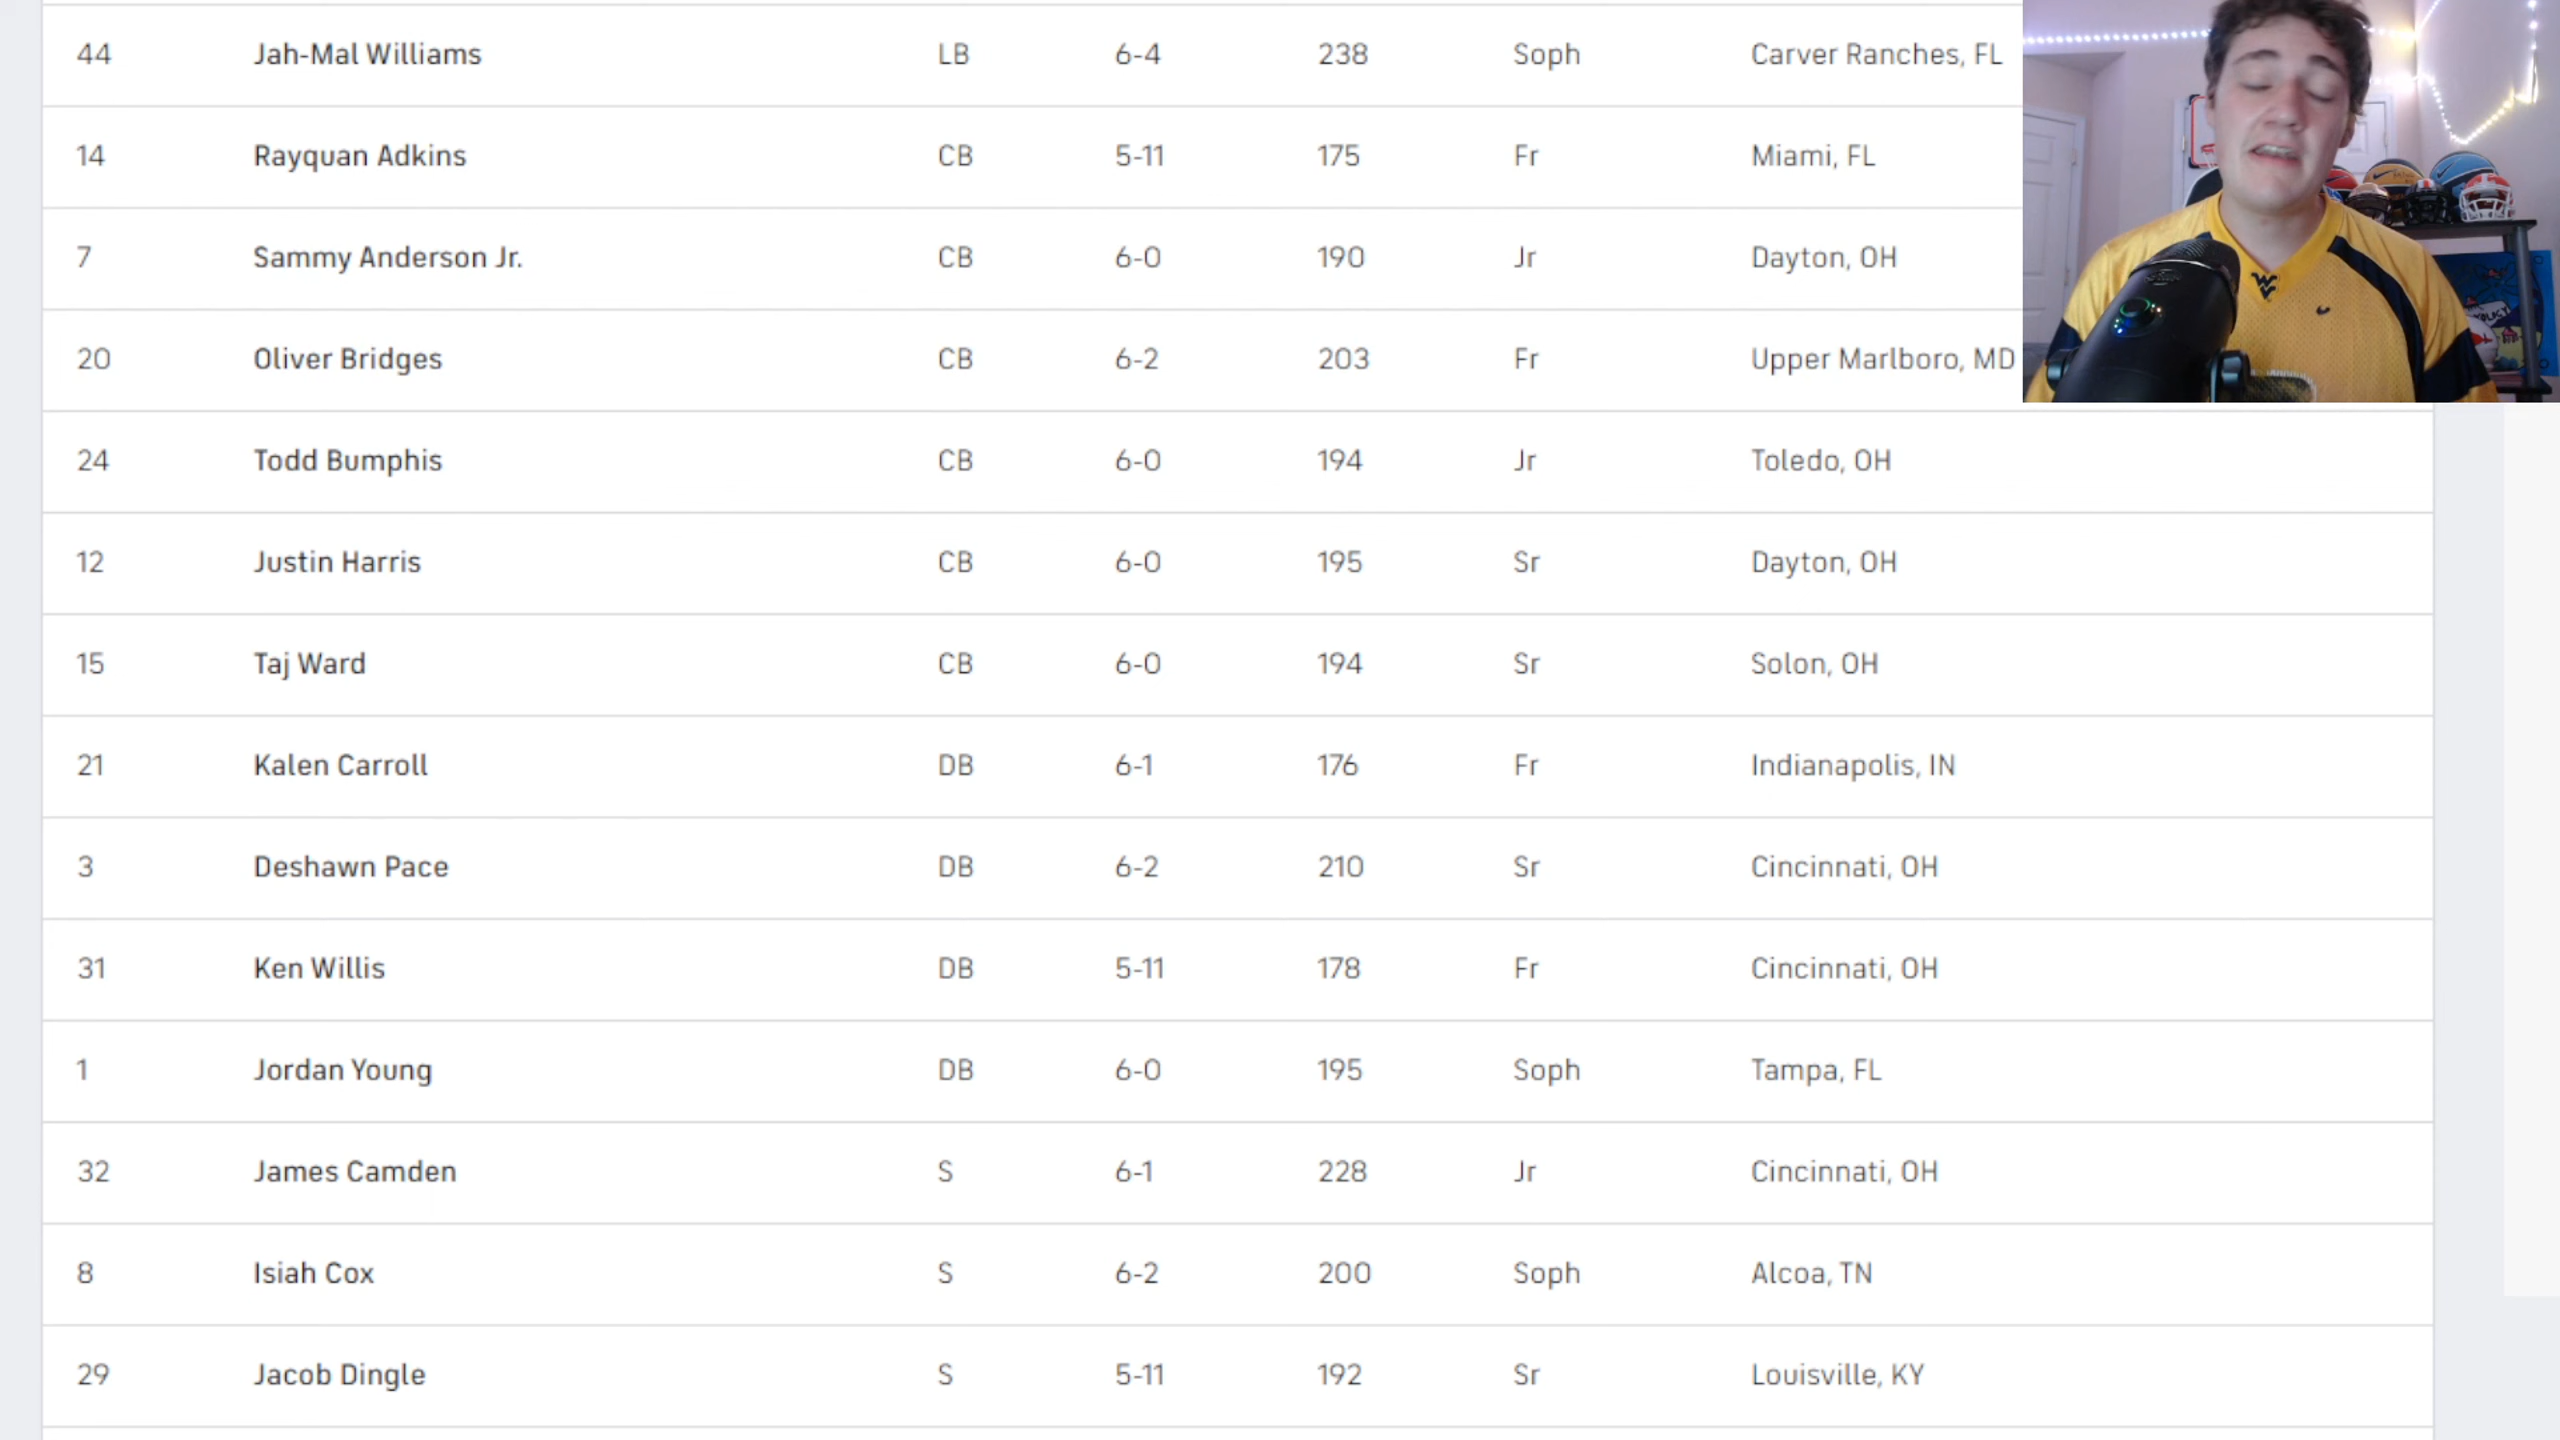 44 Jah-Mal Williams LB 6-4 238 Soph Carver Ranches, FL
14 Rayquan Adkins CB 5-11 175 Fr Miami, FL
7 Sammy Anderson Jr. CB 6-0 190 Jr Dayton, OH
20 Oliver Bridges CB 6-2 203 Fr Upper Marlboro, MD
24 Todd Bumphis CB 6-0 194 Jr Toledo, OH
12 Justin Harris CB 6-0 195 Sr Dayton, OH
15 Taj Ward CB 6-0 194 Sr Solon, OH
21 Kalen Carroll DB 6-1 176 Fr Indianapolis, IN
3 Deshawn Pace DB 6-2 210 Sr Cincinnati, OH
31 Ken Willis DB 5-11 178 Fr Cincinnati, OH
1 Jordan Young DB 6-0 195 Soph Tampa, FL
32 James Camden S 6-1 228 Jr Cincinnati, OH
8 Isiah Cox S 6-2 200 Soph Alcoa, TN
29 Jacob Dingle S 5-11 192 Sr Louisville, KY